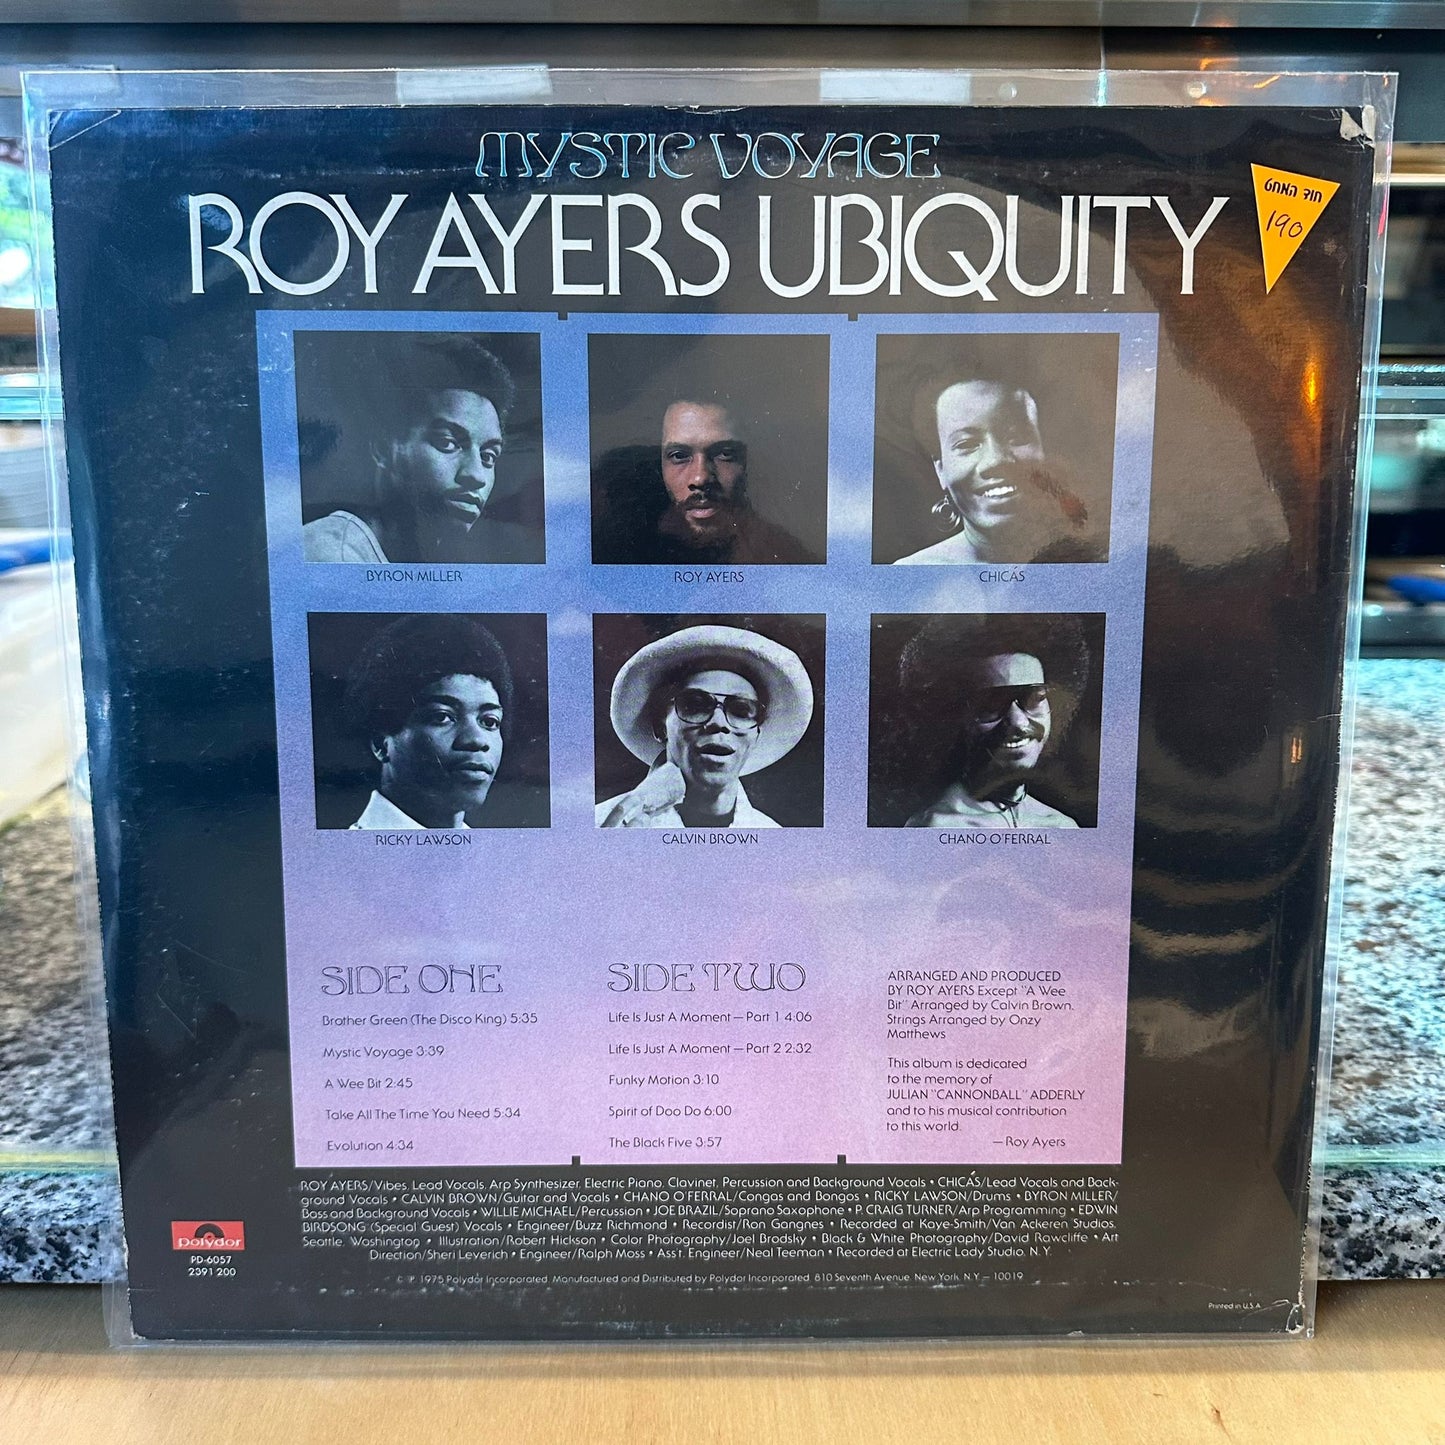 MYSTIC VOYAGE
ROY AYERS UBIQUITY
חוד המחט
190
BYRON MILLER
ROY AYERS
CHICÁS
RICKY LAWSON
CALVIN BROWN
CHANO O'FERRAL
SIDE ONE
Brother Green (The Disco King) 5:35
Mystic Voyage 3:39
A Wee Bit 2:45
Take All The Time You Need 5:34
Evolution 4:34
SIDE TWO
Life Is Just A Moment — Part 1 4:06
Life Is Just A Moment — Part 2 2:32
Funky Motion 3:10
Spirit of Doo Do 6:00
The Black Five 3:57
ARRANGED AND PRODUCED
BY ROY AYERS Except "A Wee
Bit" Arranged by Calvin Brown.
Strings Arranged by Onzy
Matthews
This album is dedicated
to the memory of
JULIAN "CANNONBALL" ADDERLY
and to his musical contribution
to this world.
— Roy Ayers
ROY AYERS/Vibes, Lead Vocals, Arp Synthesizer, Electric Piano, Clavinet, Percussion and Background Vocals • CHICÁS/Lead Vocals and Back-
ground Vocals • CALVIN BROWN/Guitar and Vocals • CHANO O'FERRAL/Congas and Bongos • RICKY LAWSON/Drums • BYRON MILLER/
Bass and Background Vocals • WILLIE MICHAEL/Percussion • JOE BRAZIL/Soprano Saxophone • P. CRAIG TURNER/Arp Programming • EDWIN
BIRDSONG (Special Guest) Vocals • Engineer/Buzz Richmond • Recordist/Ron Gangnes • Recorded at Kaye-Smith/Van Ackeren Studios,
Seattle, Washington • Illustration/Robert Hickson • Color Photography/Joel Brodsky • Black & White Photography/David Rawcliffe • Art
Direction/Sheri Leverich • Engineer/Ralph Moss • Ass't. Engineer/Neal Teeman • Recorded at Electric Lady Studio, N.Y.
polydor
PD-6057
2391 200
© ℗ 1975 Polydor Incorporated. Manufactured and Distributed by Polydor Incorporated. 810 Seventh Avenue, New York, N.Y. — 10019
Printed in U.S.A.